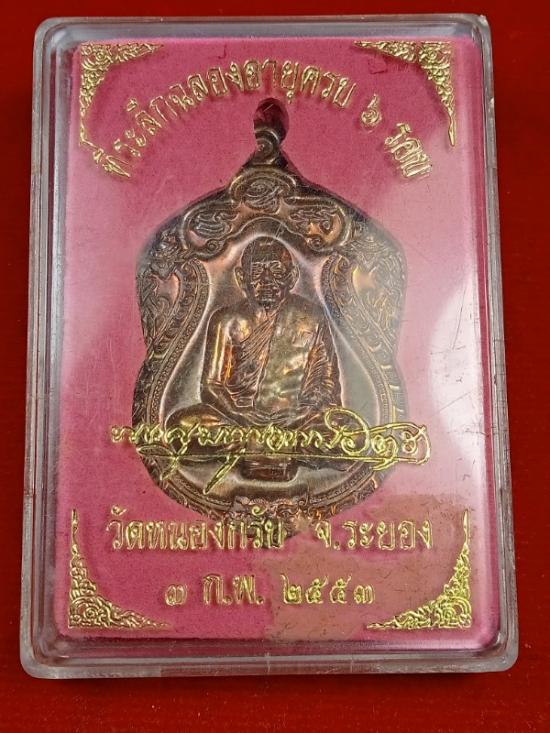 ที่ระลึกฉลองอายุครบ ๖ รอบ
วัดหนองกรับ จ.ระยอง
๗ ก.พ. ๒๕๕๓